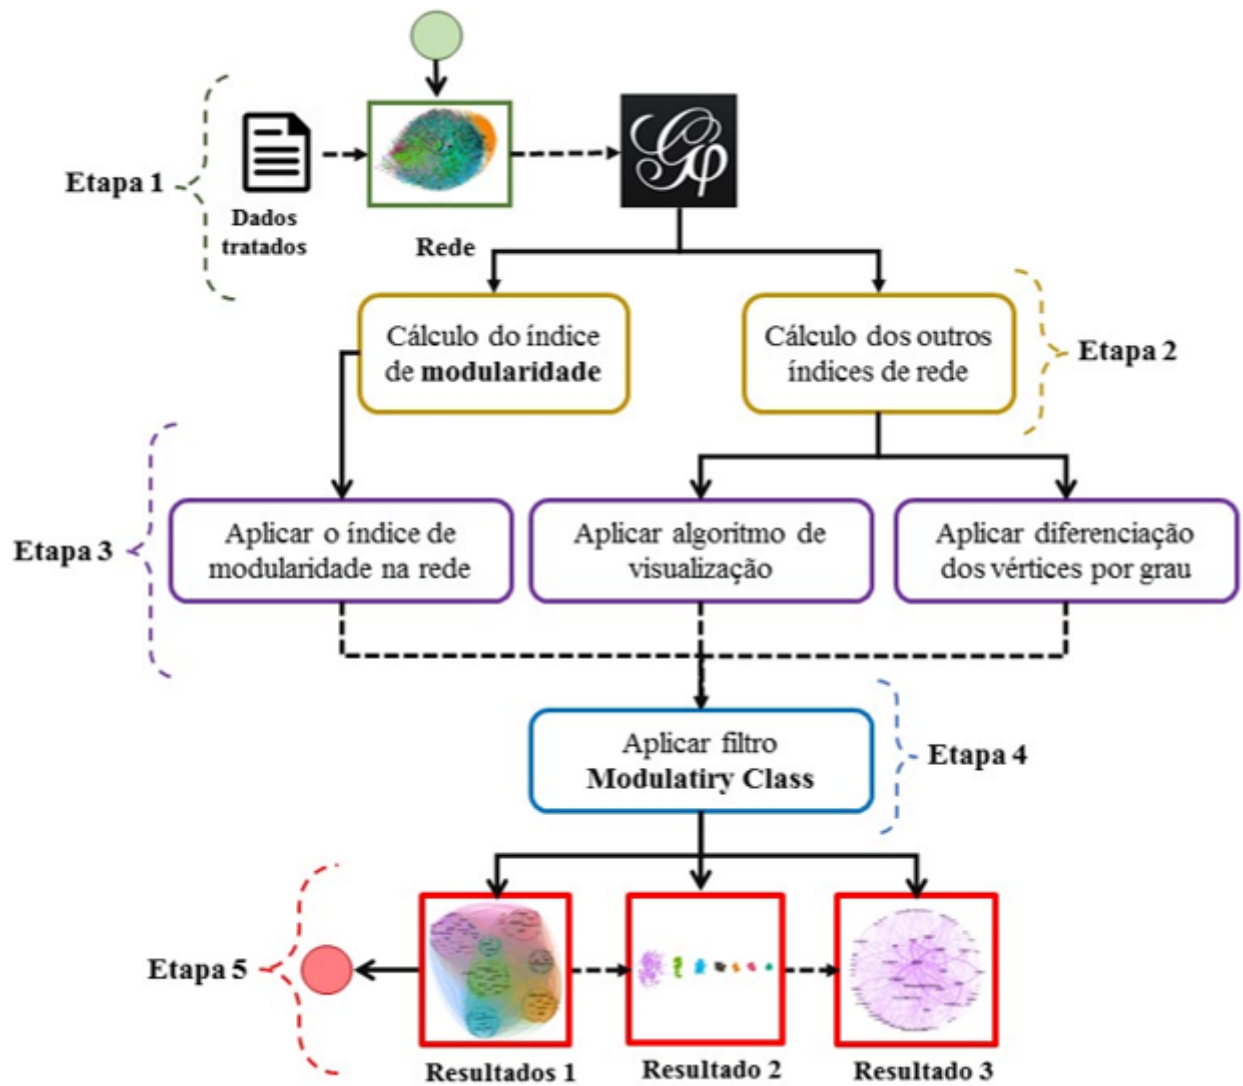 Etapa 1
Dados
tratados
Rede
Gφ
Cálculo do índice
de modularidade
Cálculo dos outros
índices de rede
Etapa 2
Etapa 3
Aplicar o índice de
modularidade na rede
Aplicar algoritmo de
visualização
Aplicar diferenciação
dos vértices por grau
Aplicar filtro
Modulatiry Class
Etapa 4
Etapa 5
Resultados 1
Resultado 2
Resultado 3